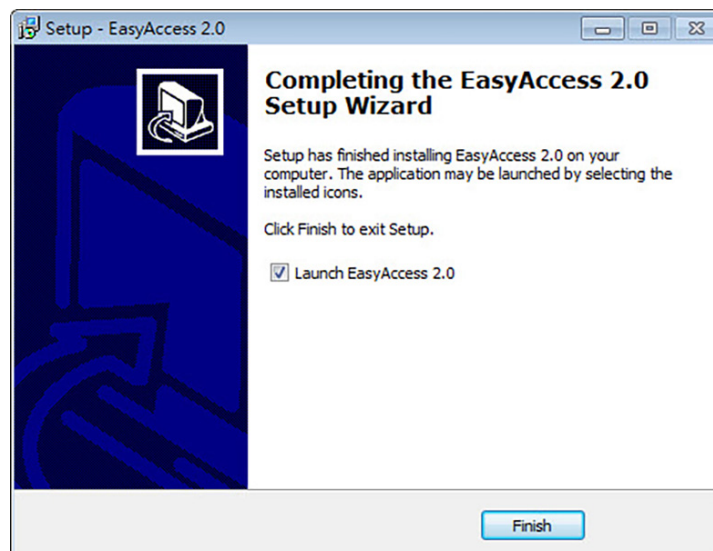 Setup - EasyAccess 2.0
Completing the EasyAccess 2.0
Setup Wizard
Setup has finished installing EasyAccess 2.0 on your
computer. The application may be launched by selecting the
installed icons.
Click Finish to exit Setup.
Launch EasyAccess 2.0
Finish